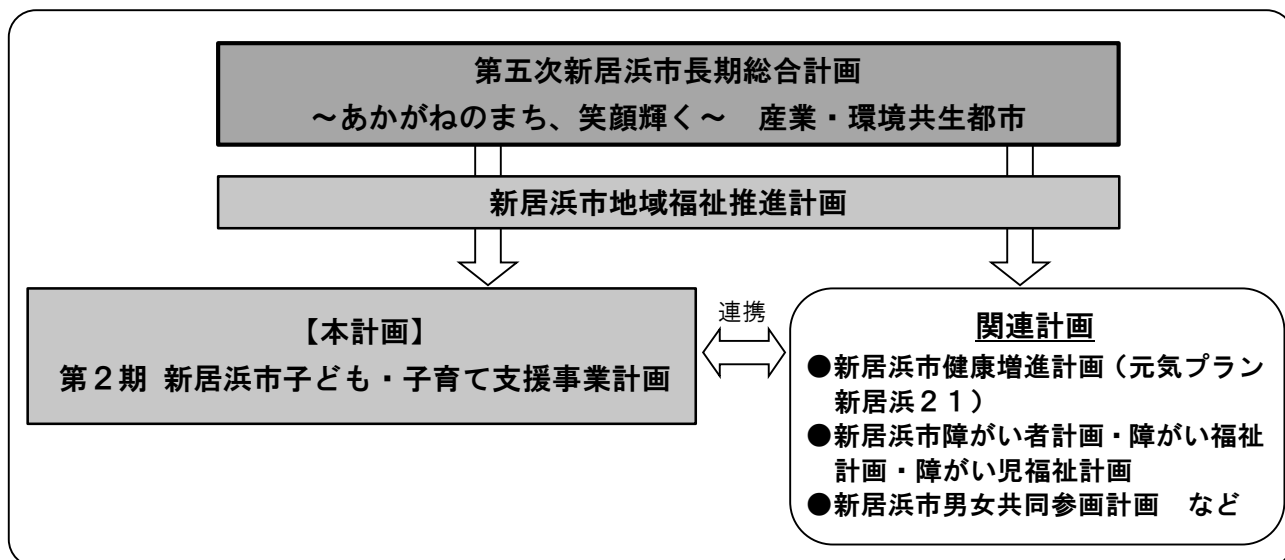 第五次新居浜市長期総合計画
～あかがねのまち、笑顔輝く～　産業・環境共生都市
新居浜市地域福祉推進計画
【本計画】
第２期 新居浜市子ども・子育て支援事業計画
連携
関連計画
●新居浜市健康増進計画（元気プラン
新居浜２１）
●新居浜市障がい者計画・障がい福祉
計画・障がい児福祉計画
●新居浜市男女共同参画計画　など